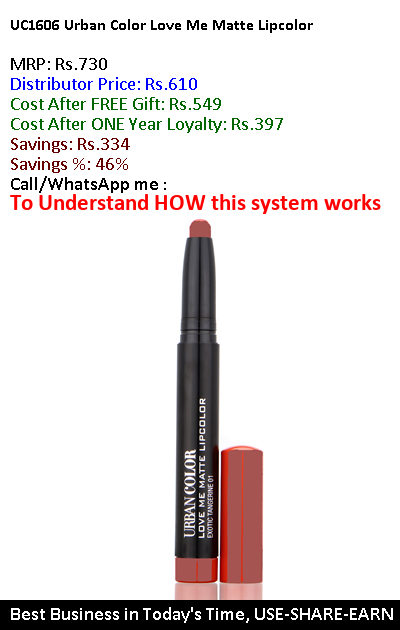 UC1606 Urban Color Love Me Matte Lipcolor
MRP: Rs.730
Distributor Price: Rs.610
Cost After FREE Gift: Rs.549
Cost After ONE Year Loyalty: Rs.397
Savings: Rs.334
Savings %: 46%
Call/WhatsApp me :
To Understand HOW this system works
URBAN COLOR
LOVE ME MATTE LIPCOLOR
EXOTIC TANGERINE 01
Best Business in Today's Time, USE-SHARE-EARN